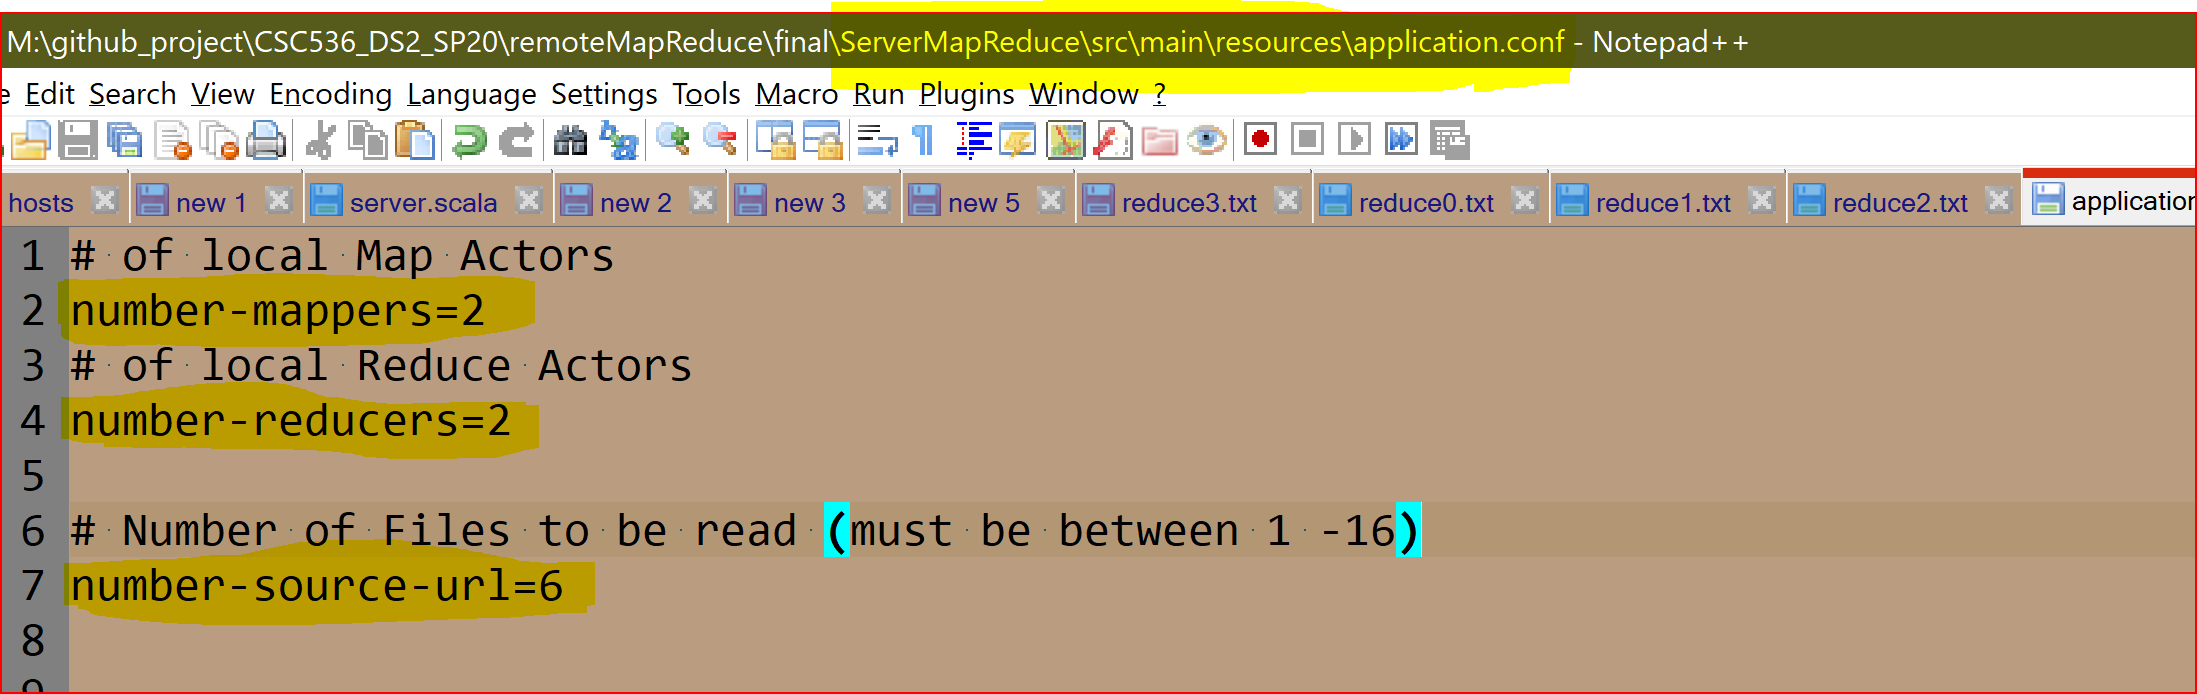 M:\github_project\CSC536_DS2_SP20\remoteMapReduce\final\ServerMapReduce\src\main\resources\application.conf - Notepad++
e Edit Search View Encoding Language Settings Tools Macro Run Plugins Window ?
hosts new 1 server.scala new 2 new 3 new 5 reduce3.txt reduce0.txt reduce1.txt reduce2.txt application
1 # of local Map Actors
2 number-mappers=2
3 # of local Reduce Actors
4 number-reducers=2
5
6 # Number of Files to be read (must be between 1 -16)
7 number-source-url=6
8
9